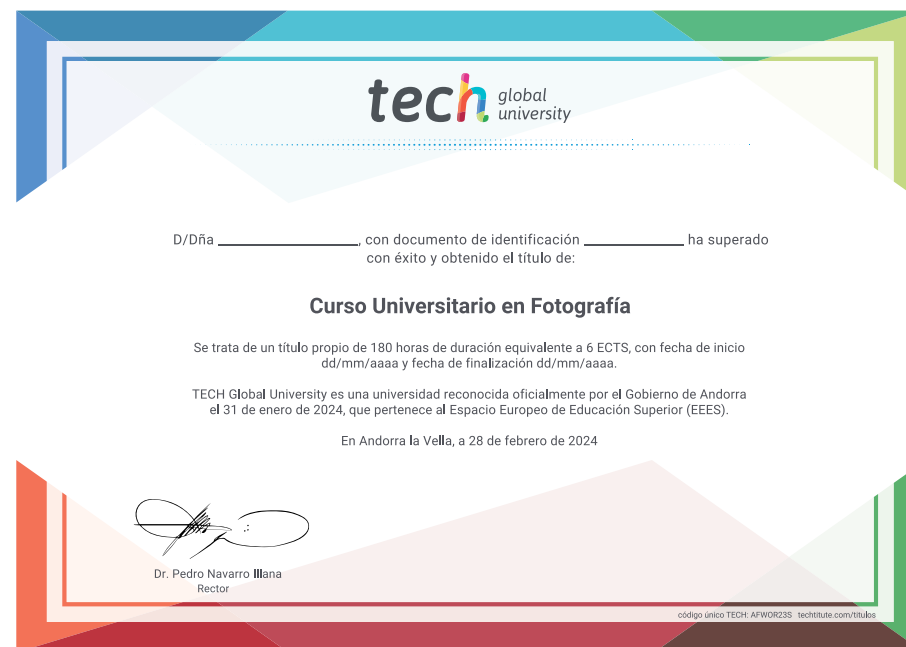 tech global university
D/Dña ____________________, con documento de identificación ______________ ha superado
con éxito y obtenido el título de:
Curso Universitario en Fotografía
Se trata de un título propio de 180 horas de duración equivalente a 6 ECTS, con fecha de inicio
dd/mm/aaaa y fecha de finalización dd/mm/aaaa.
TECH Global University es una universidad reconocida oficialmente por el Gobierno de Andorra
el 31 de enero de 2024, que pertenece al Espacio Europeo de Educación Superior (EEES).
En Andorra la Vella, a 28 de febrero de 2024
Dr. Pedro Navarro Illana
Rector
código único TECH: AFWOR23S techtitute.com/titulos